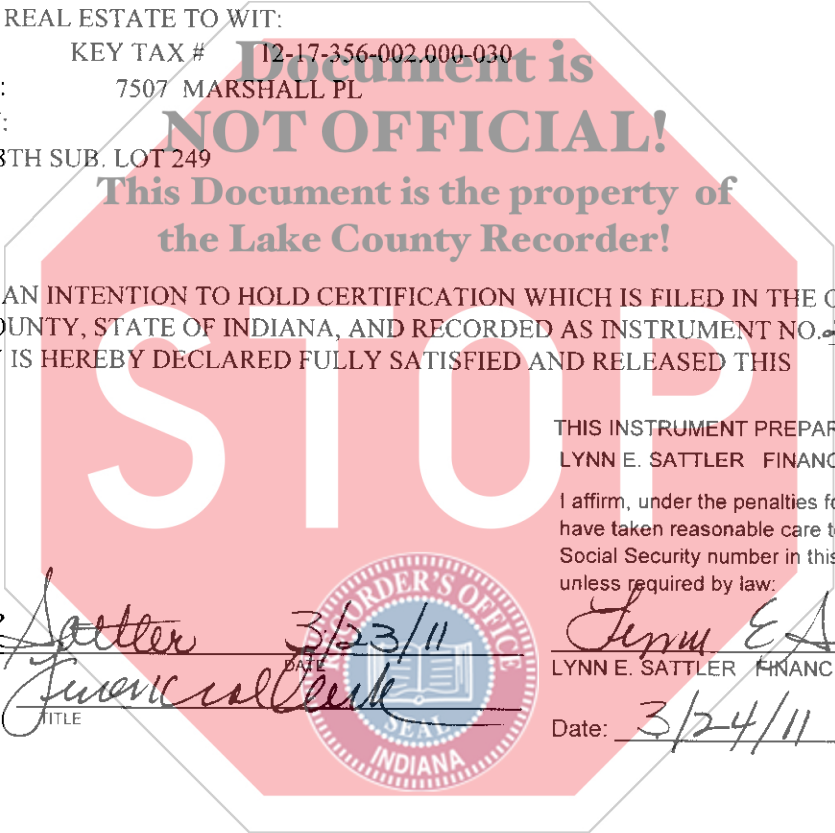 REAL ESTATE TO WIT:
KEY TAX # 12-17-356-002.000-030
: 7507 MARSHALL PL
:
8TH SUB. LOT 249
Document is
NOT OFFICIAL!
This Document is the property of
the Lake County Recorder!
AN INTENTION TO HOLD CERTIFICATION WHICH IS FILED IN THE
OUNTY, STATE OF INDIANA, AND RECORDED AS INSTRUMENT NO.
IS HEREBY DECLARED FULLY SATISFIED AND RELEASED THIS
STOP
THIS INSTRUMENT PREPAR
LYNN E. SATTLER FINANC
I affirm, under the penalties fo
have taken reasonable care t
Social Security number in this
unless required by law:
Sattler 3/23/11
DATE
Financial Clerk
TITLE
Lynn E S
LYNN E. SATTLER FINANC
Date: 3/24/11
RECORDER'S OFFICE
SEAL
INDIANA